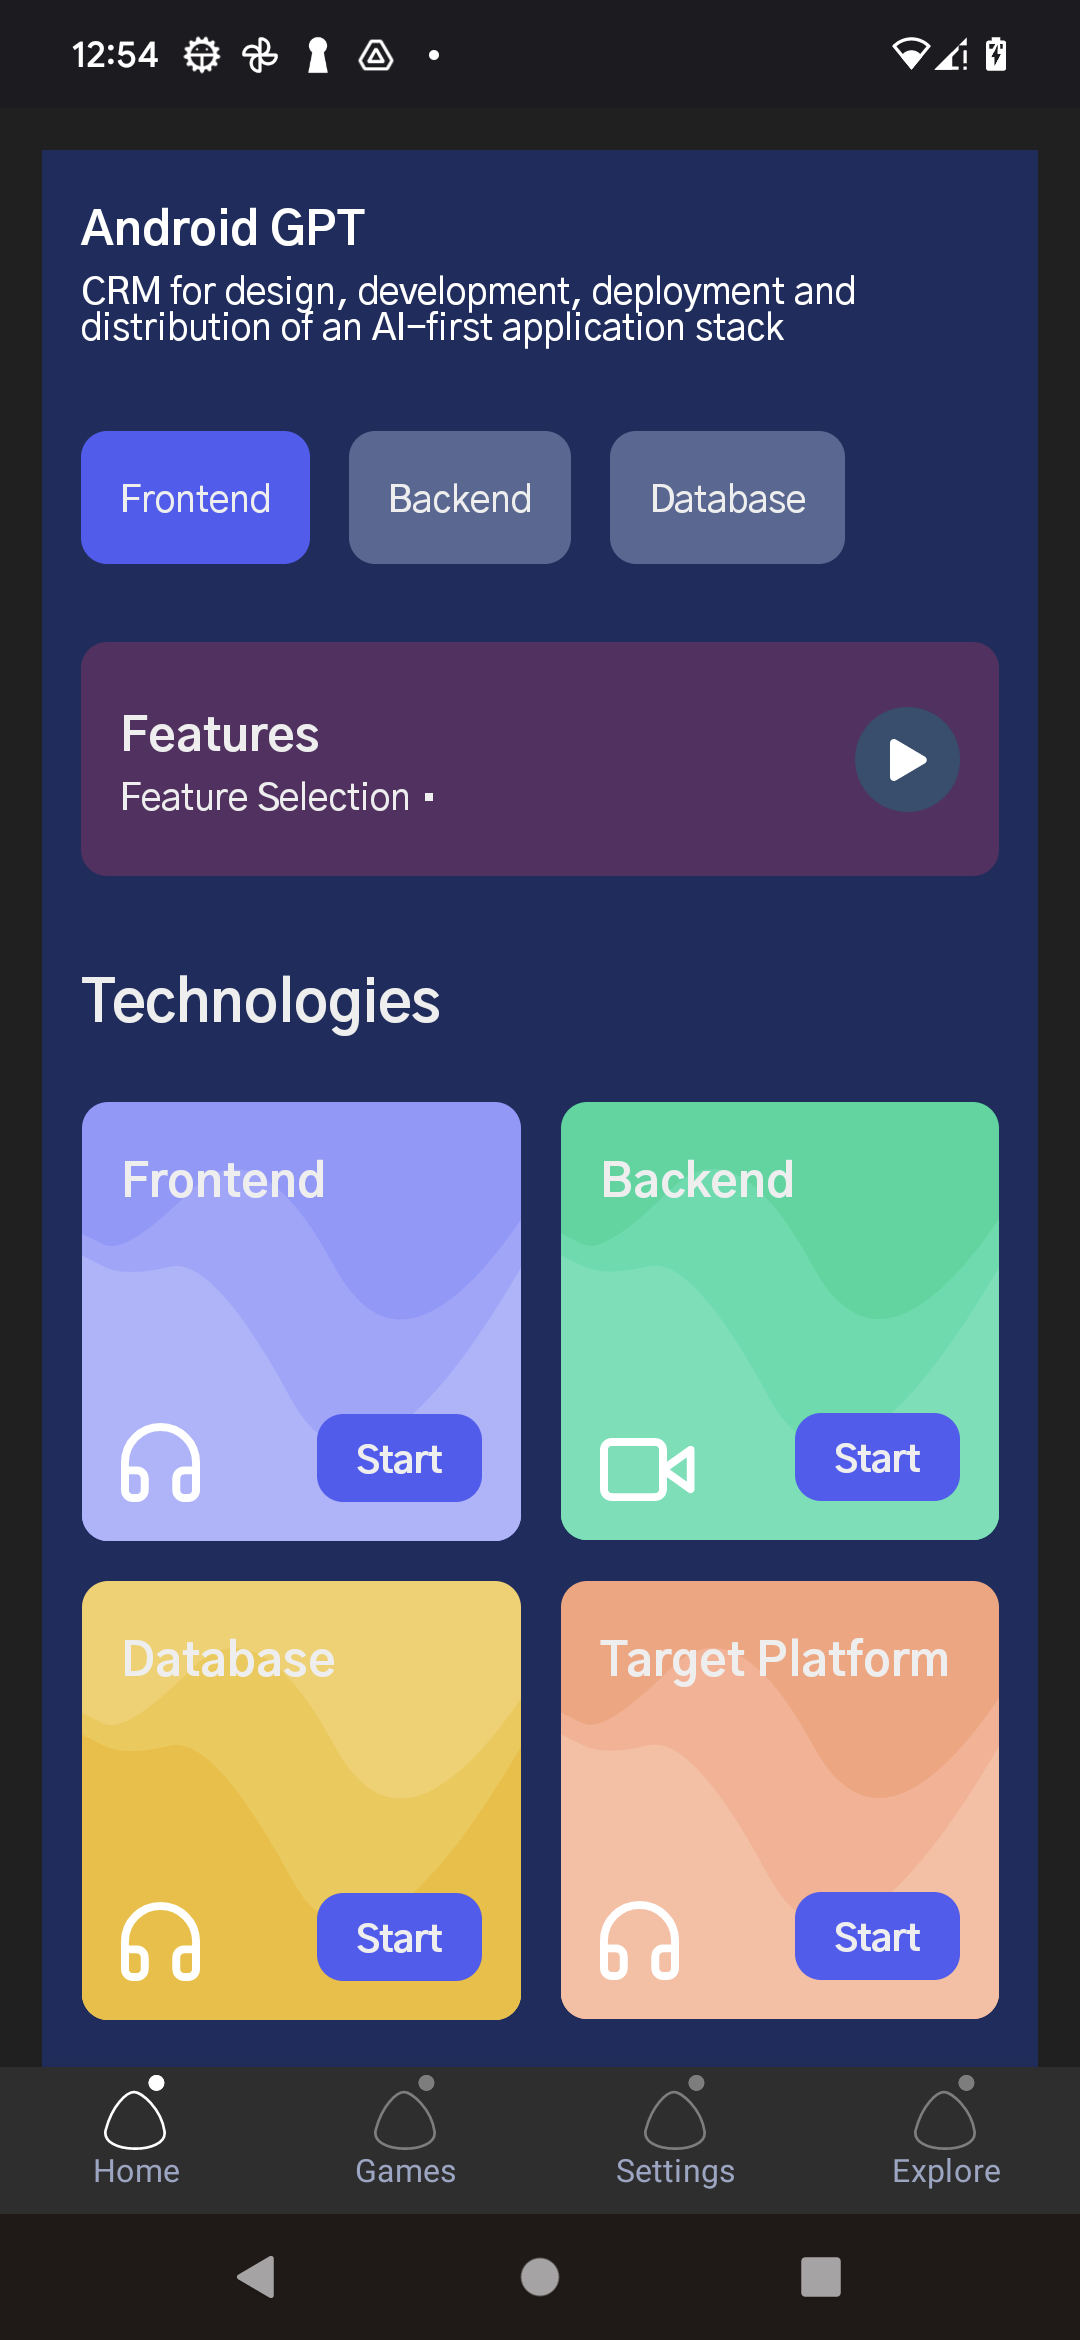 12:54
Android GPT
CRM for design, development, deployment and
distribution of an AI-first application stack
Frontend
Backend
Database
Features
Feature Selection ▪
Technologies
Frontend
Backend
Start
Start
Database
Target Platform
Start
Start
Home
Games
Settings
Explore